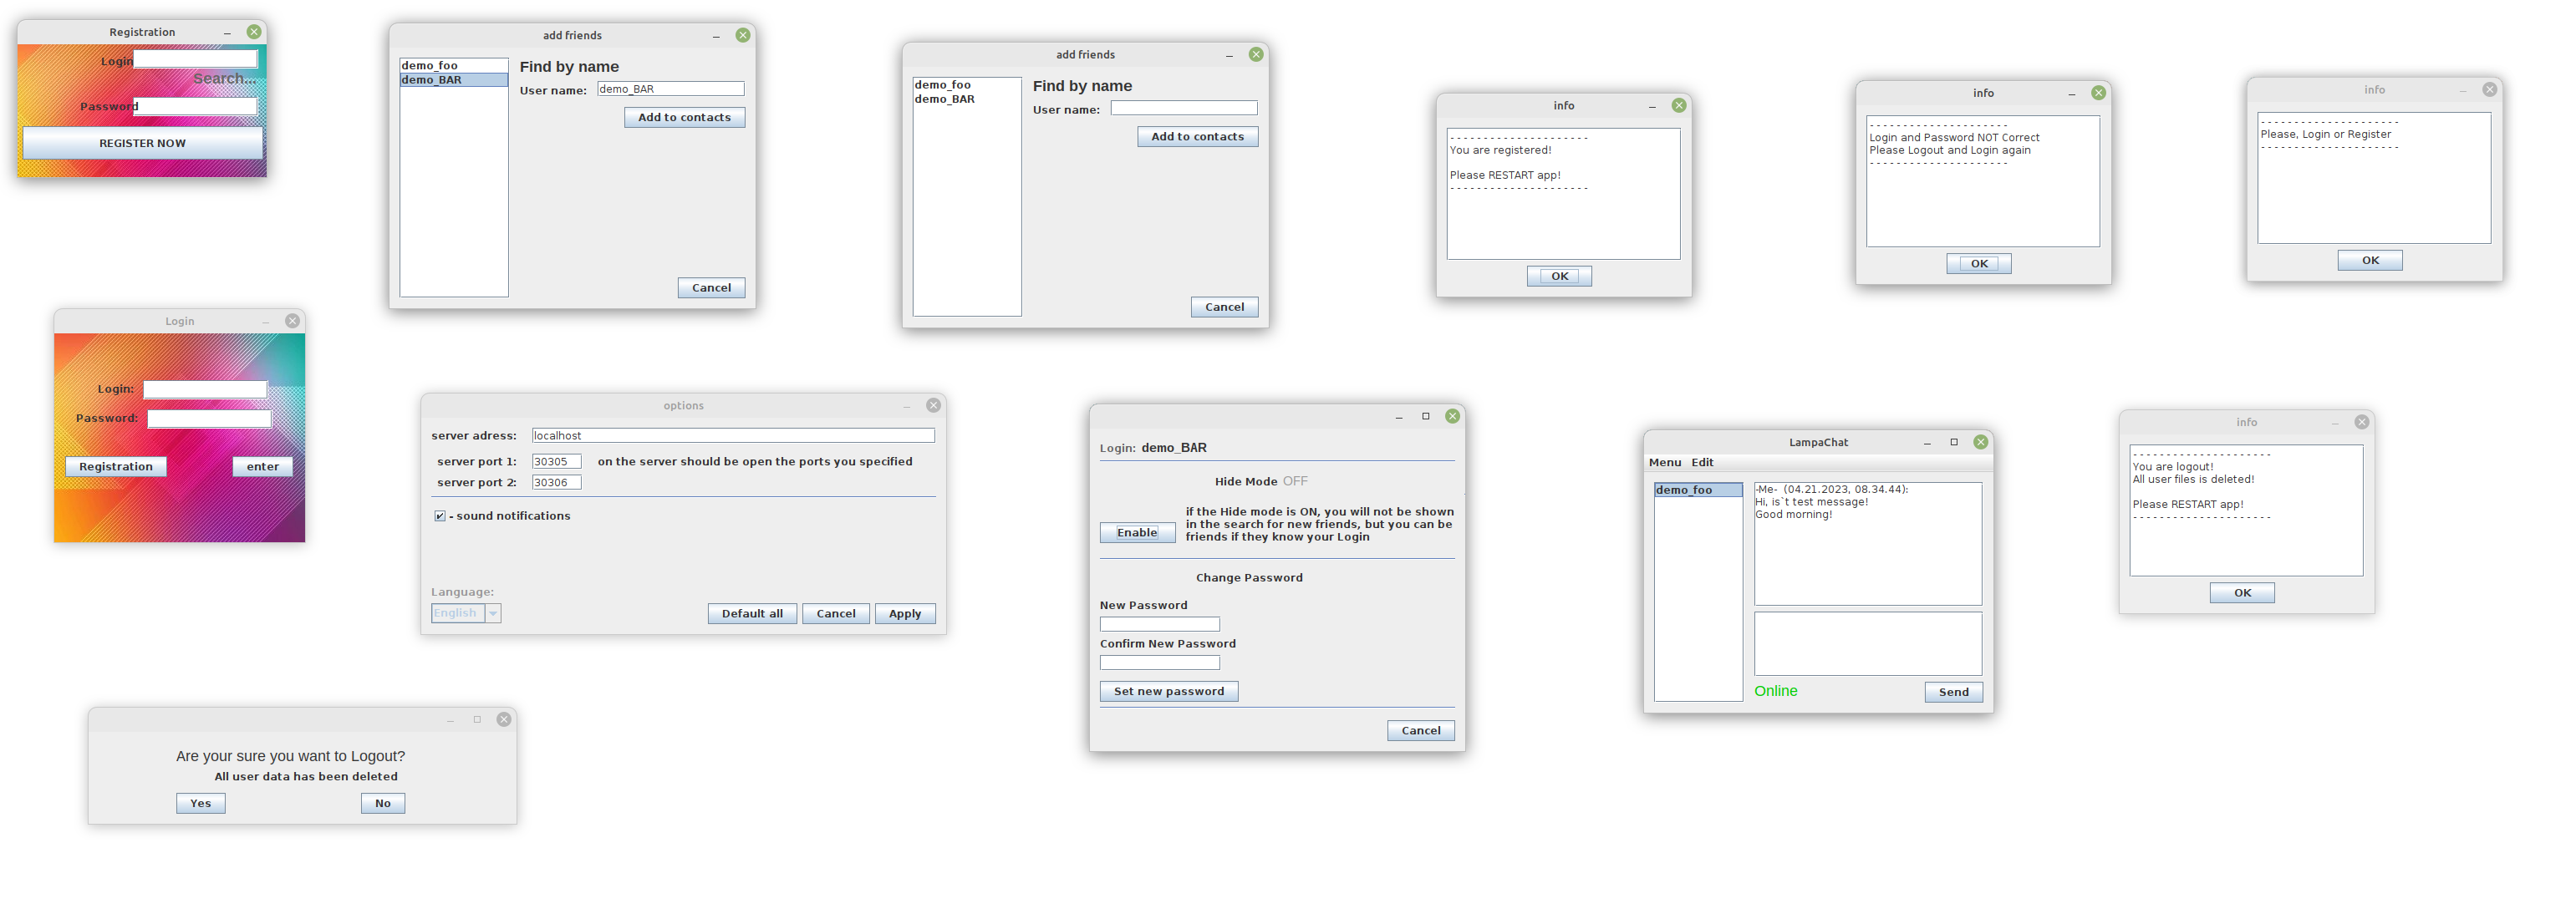 Registration
Login
Search...
Password
REGISTER NOW
add friends
demo_foo
demo_BAR
Find by name
User name: demo_BAR
Add to contacts
Cancel
add friends
demo_foo
demo_BAR
Find by name
User name:
Add to contacts
Cancel
info
- - - - - - - - - - - - - - - - - - - - -
You are registered!
Please RESTART app!
- - - - - - - - - - - - - - - - - - - - -
OK
info
- - - - - - - - - - - - - - - - - - - - -
Login and Password NOT Correct
Please Logout and Login again
- - - - - - - - - - - - - - - - - - - - -
OK
info
- - - - - - - - - - - - - - - - - - - - -
Please, Login or Register
- - - - - - - - - - - - - - - - - - - - -
OK
Login
Login:
Password:
Registration enter
options
server adress: localhost
server port 1: 30305 on the server should be open the ports you specified
server port 2: 30306
- sound notifications
Language:
English Default all Cancel Apply
Login: demo_BAR
Hide Mode OFF
if the Hide mode is ON, you will not be shown
in the search for new friends, but you can be
friends if they know your Login
Enable
Change Password
New Password
Confirm New Password
Set new password
Cancel
LampaChat
Menu Edit
demo_foo
-Me- (04.21.2023, 08.34.44):
Hi, is`t test message!
Good morning!
Online Send
info
- - - - - - - - - - - - - - - - - - - - -
You are logout!
All user files is deleted!
Please RESTART app!
- - - - - - - - - - - - - - - - - - - - -
OK
Are your sure you want to Logout?
All user data has been deleted
Yes No